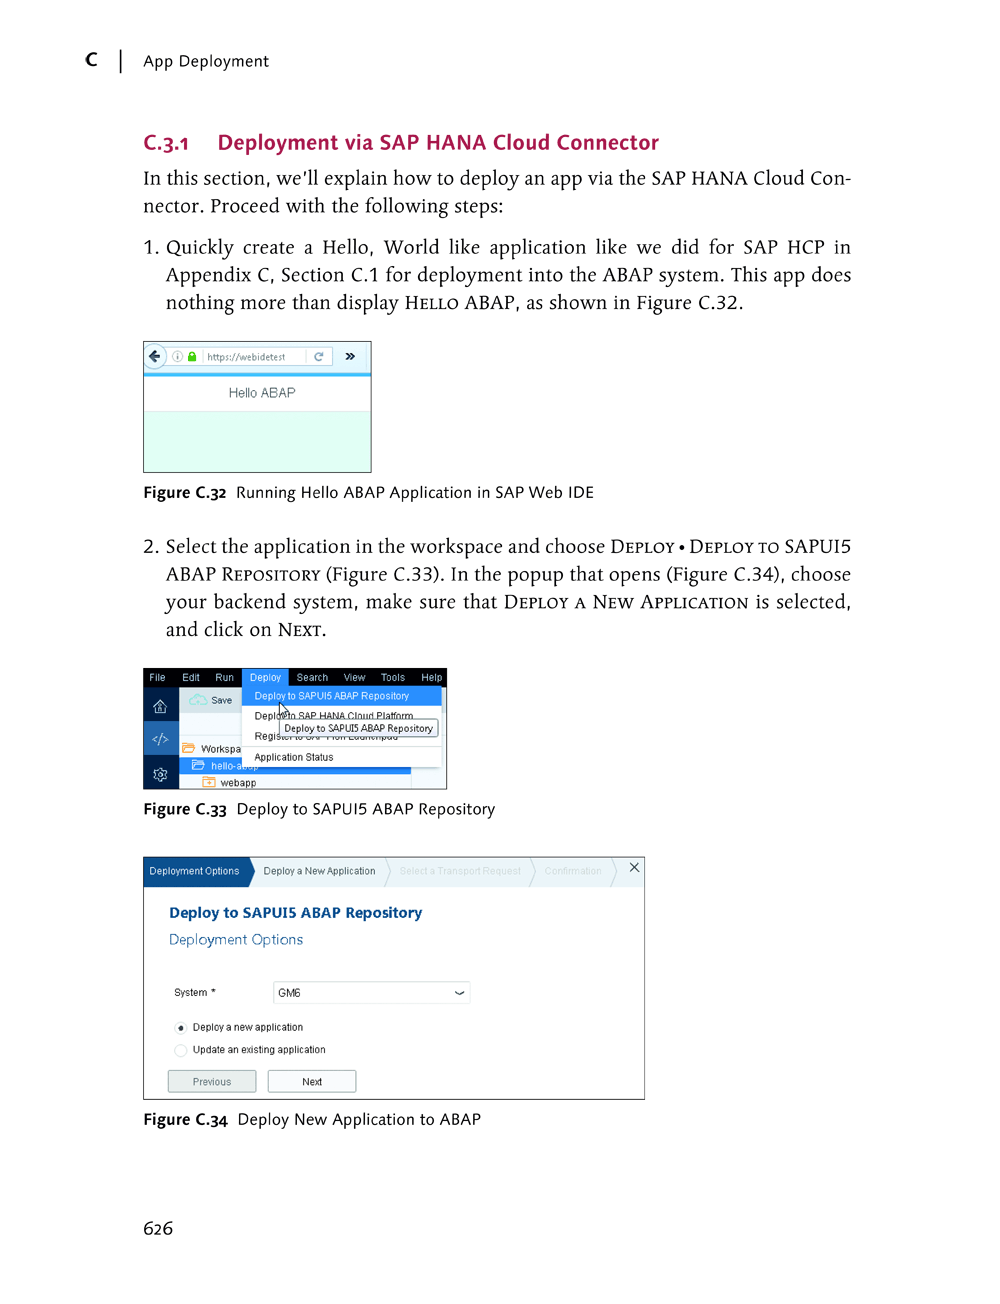 C | App Deployment
C.3.1 Deployment via SAP HANA Cloud Connector
In this section, we'll explain how to deploy an app via the SAP HANA Cloud Con-
nector. Proceed with the following steps:
1. Quickly create a Hello, World like application like we did for SAP HCP in
Appendix C, Section C.1 for deployment into the ABAP system. This app does
nothing more than display HELLO ABAP, as shown in Figure C.32.
https://webidetest
Hello ABAP
Figure C.32 Running Hello ABAP Application in SAP Web IDE
2. Select the application in the workspace and choose DEPLOY • DEPLOY TO SAPUI5
ABAP REPOSITORY (Figure C.33). In the popup that opens (Figure C.34), choose
your backend system, make sure that DEPLOY A NEW APPLICATION is selected,
and click on NEXT.
File Edit Run Deploy Search View Tools Help
Save Deploy to SAPUI5 ABAP Repository
Deploy to SAP HANA Cloud Platform
Deploy to SAPUI5 ABAP Repository
Register to SAP Fiori Launchpad
Workspa
Application Status
hello-abap
webapp
Figure C.33 Deploy to SAPUI5 ABAP Repository
Deployment Options Deploy a New Application Select a Transport Request Confirmation
Deploy to SAPUI5 ABAP Repository
Deployment Options
System * GM6
Deploy a new application
Update an existing application
Previous Next
Figure C.34 Deploy New Application to ABAP
626